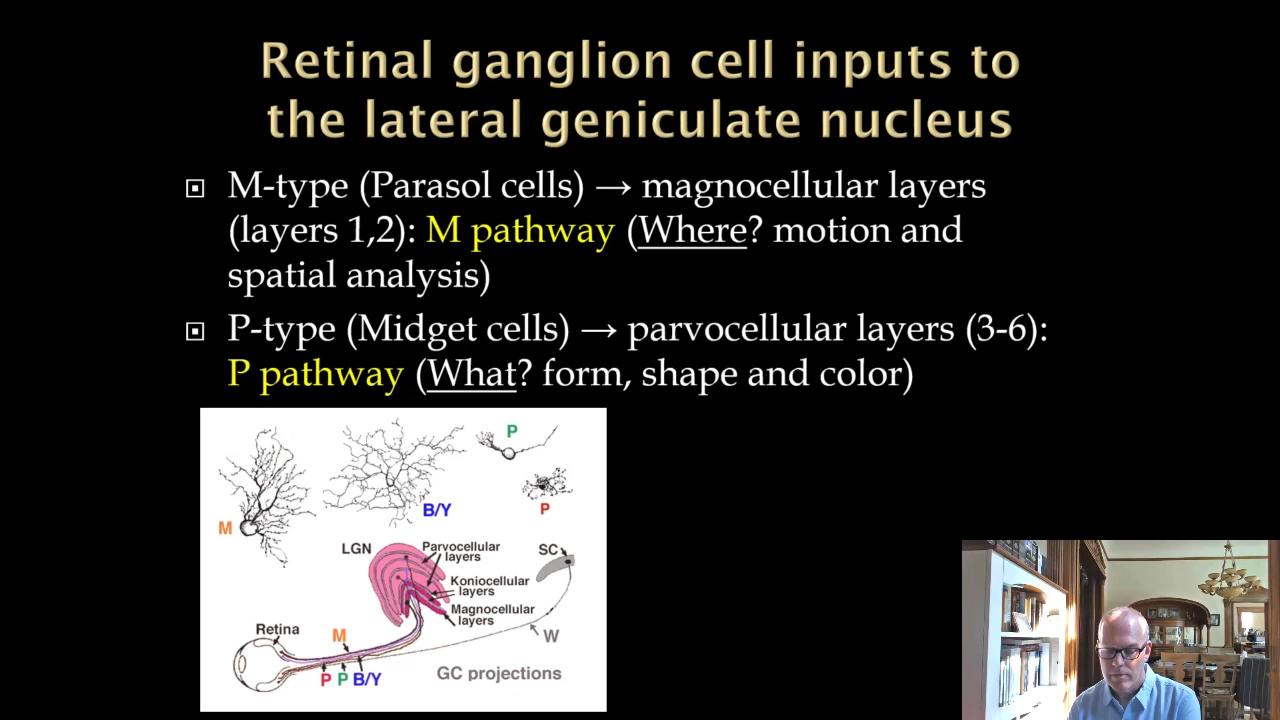 Retinal ganglion cell inputs to
the lateral geniculate nucleus
M-type (Parasol cells) → magnocellular layers
(layers 1,2): M pathway (Where? motion and
spatial analysis)
P-type (Midget cells) → parvocellular layers (3-6):
P pathway (What? form, shape and color)
P
M
B/Y
P
LGN
Parvocellular
layers
SC
Koniocellular
layers
Magnocellular
layers
Retina
M
W
P P B/Y
GC projections